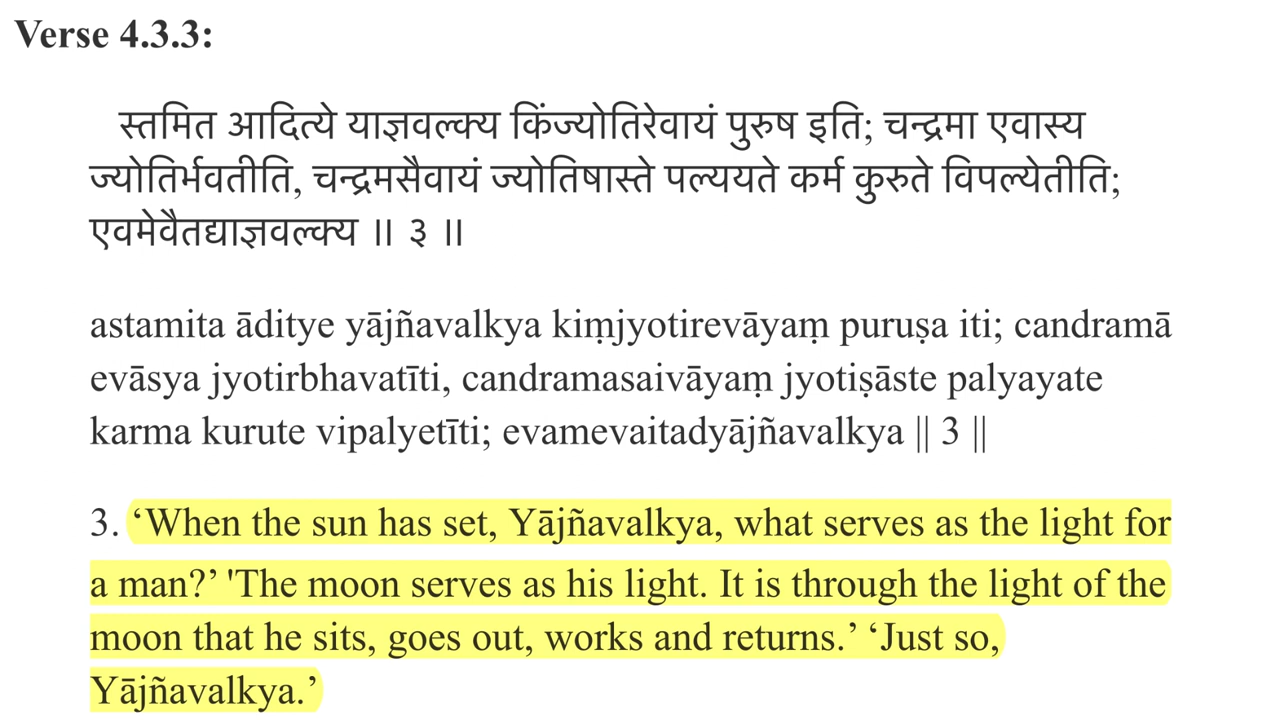 Verse 4.3.3:
स्तमित आदित्ये याज्ञवल्क्य किंज्योतिरेवायं पुरुष इति; चन्द्रमा एवास्य
ज्योतिर्भवतीति, चन्द्रमसैवायं ज्योतिषास्ते पल्ययते कर्म कुरुते विपल्येतीति;
एवमेवैतद्याज्ञवल्क्य ॥ ३ ॥
astamita āditye yājñavalkya kiṃjyotirevāyaṃ puruṣa iti; candramā
evāsya jyotirbhavatīti, candramasaivāyaṃ jyotiṣāste palyayate
karma kurute vipalyetīti; evamevaitadyājñavalkya || 3 ||
3. ‘When the sun has set, Yājñavalkya, what serves as the light for
a man?’ 'The moon serves as his light. It is through the light of the
moon that he sits, goes out, works and returns.’ ‘Just so,
Yājñavalkya.’